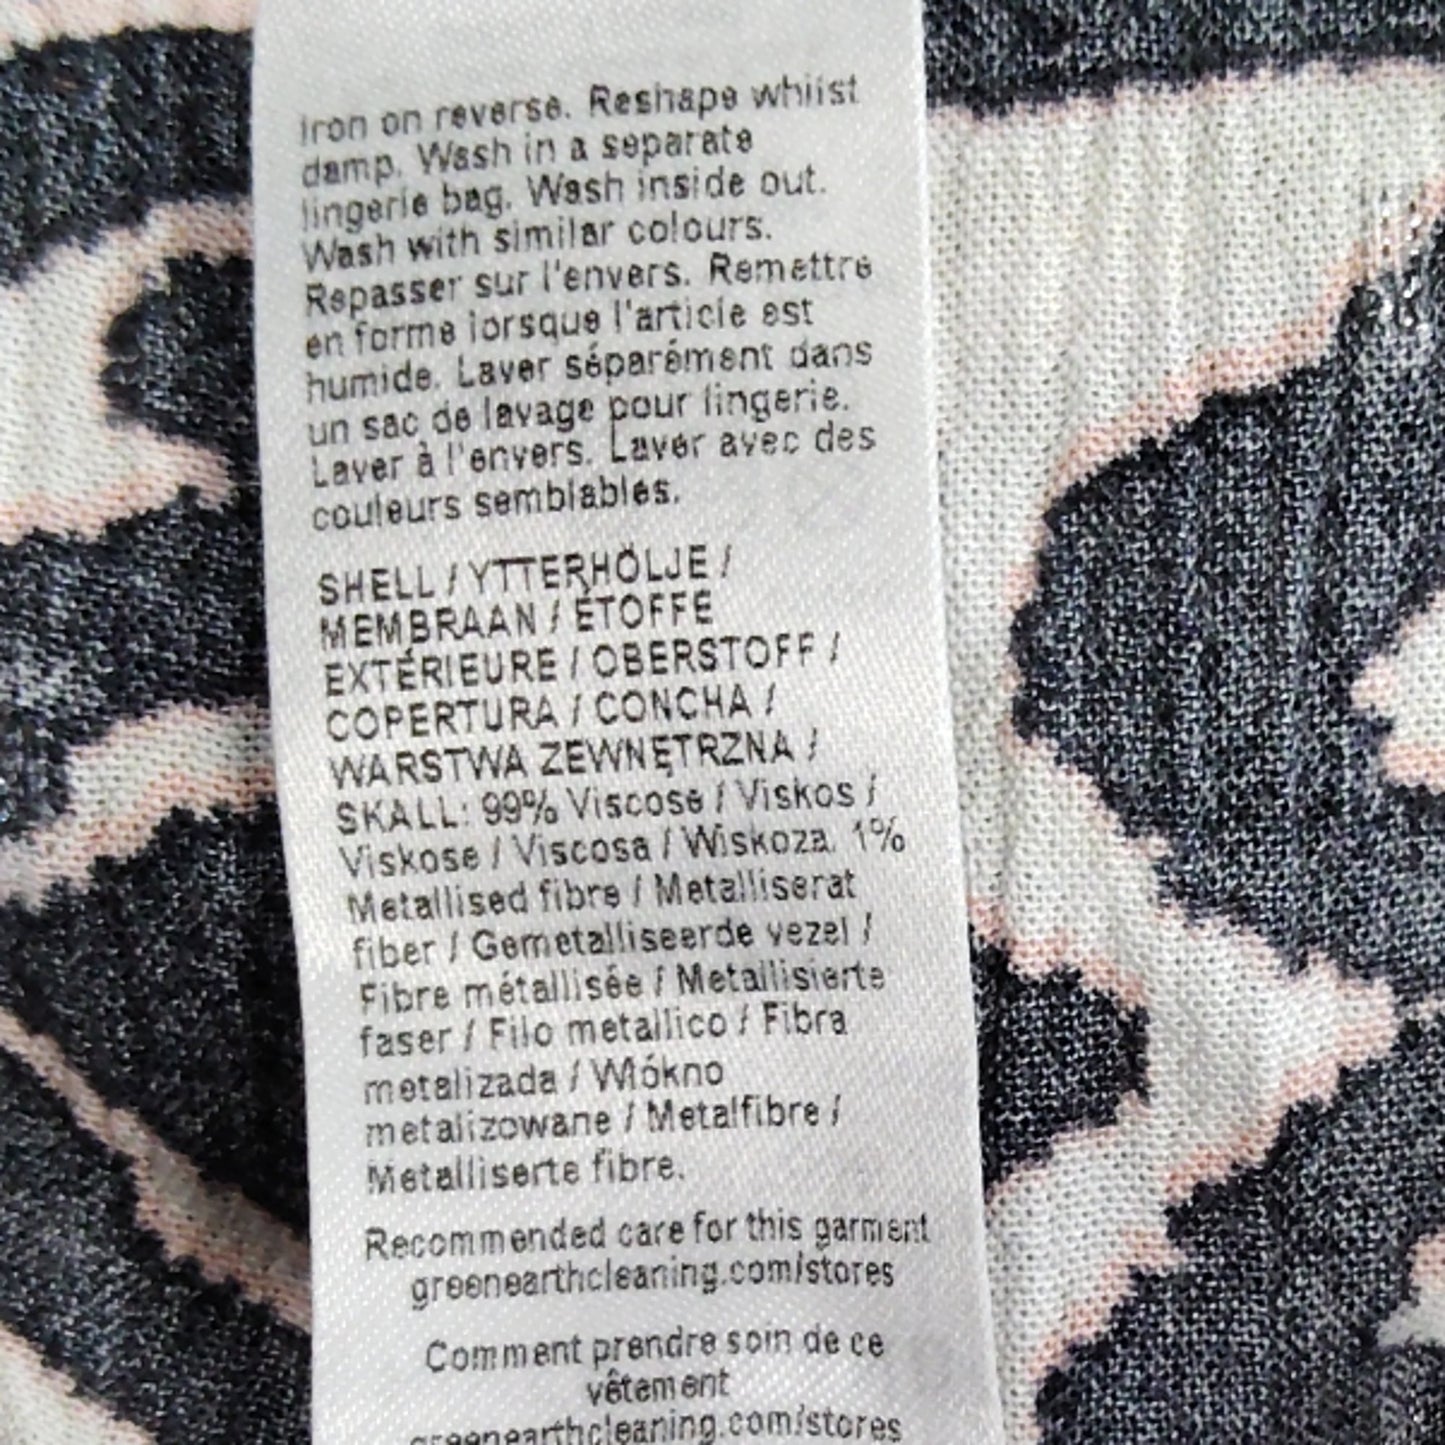 Iron on reverse. Reshape whilst
damp. Wash in a separate
lingerie bag. Wash inside out.
Wash with similar colours.
Repasser sur l'envers. Remettre
en forme lorsque l'article est
humide. Laver séparément dans
un sac de lavage pour lingerie.
Laver à l'envers. Laver avec des
couleurs semblables.
SHELL / YTTERHÖLJE /
MEMBRAAN / ÉTOFFE
EXTÉRIEURE / OBERSTOFF /
COPERTURA / CONCHA /
WARSTWA ZEWNĘTRZNA /
SKALL: 99% Viscose / Viskos /
Viskose / Viscosa / Wiskoza. 1%
Metallised fibre / Metalliserat
fiber / Gemetalliseerde vezel /
Fibre métallisée / Metallisierte
faser / Filo metallico / Fibra
metalizada / Włókno
metalizowane / Metalfibre /
Metalliserte fibre.
Recommended care for this garment
greenearthcleaning.com/stores
Comment prendre soin de ce
vêtement
greenearthcleaning.com/stores